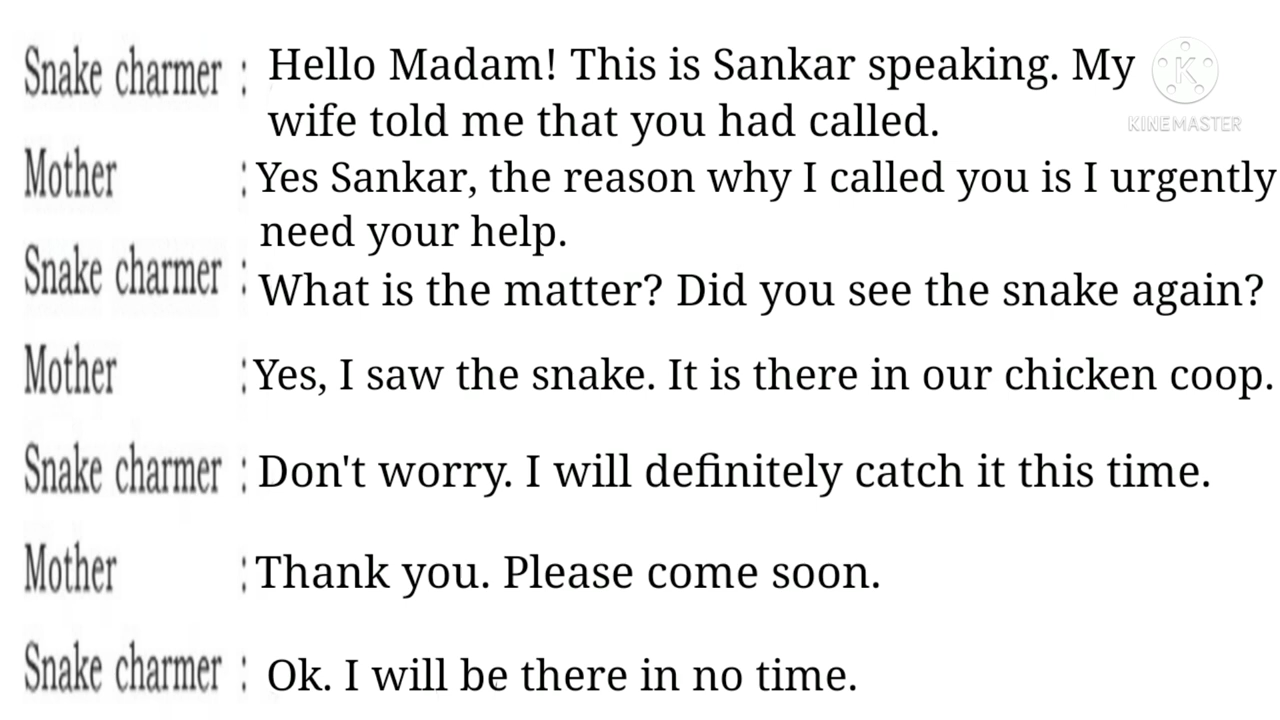 Snake charmer : Hello Madam! This is Sankar speaking. My
wife told me that you had called.
Mother : Yes Sankar, the reason why I called you is I urgently
need your help.
Snake charmer : What is the matter? Did you see the snake again?
Mother : Yes, I saw the snake. It is there in our chicken coop.
Snake charmer : Don't worry. I will definitely catch it this time.
Mother : Thank you. Please come soon.
Snake charmer : Ok. I will be there in no time.
K
KINEMASTER